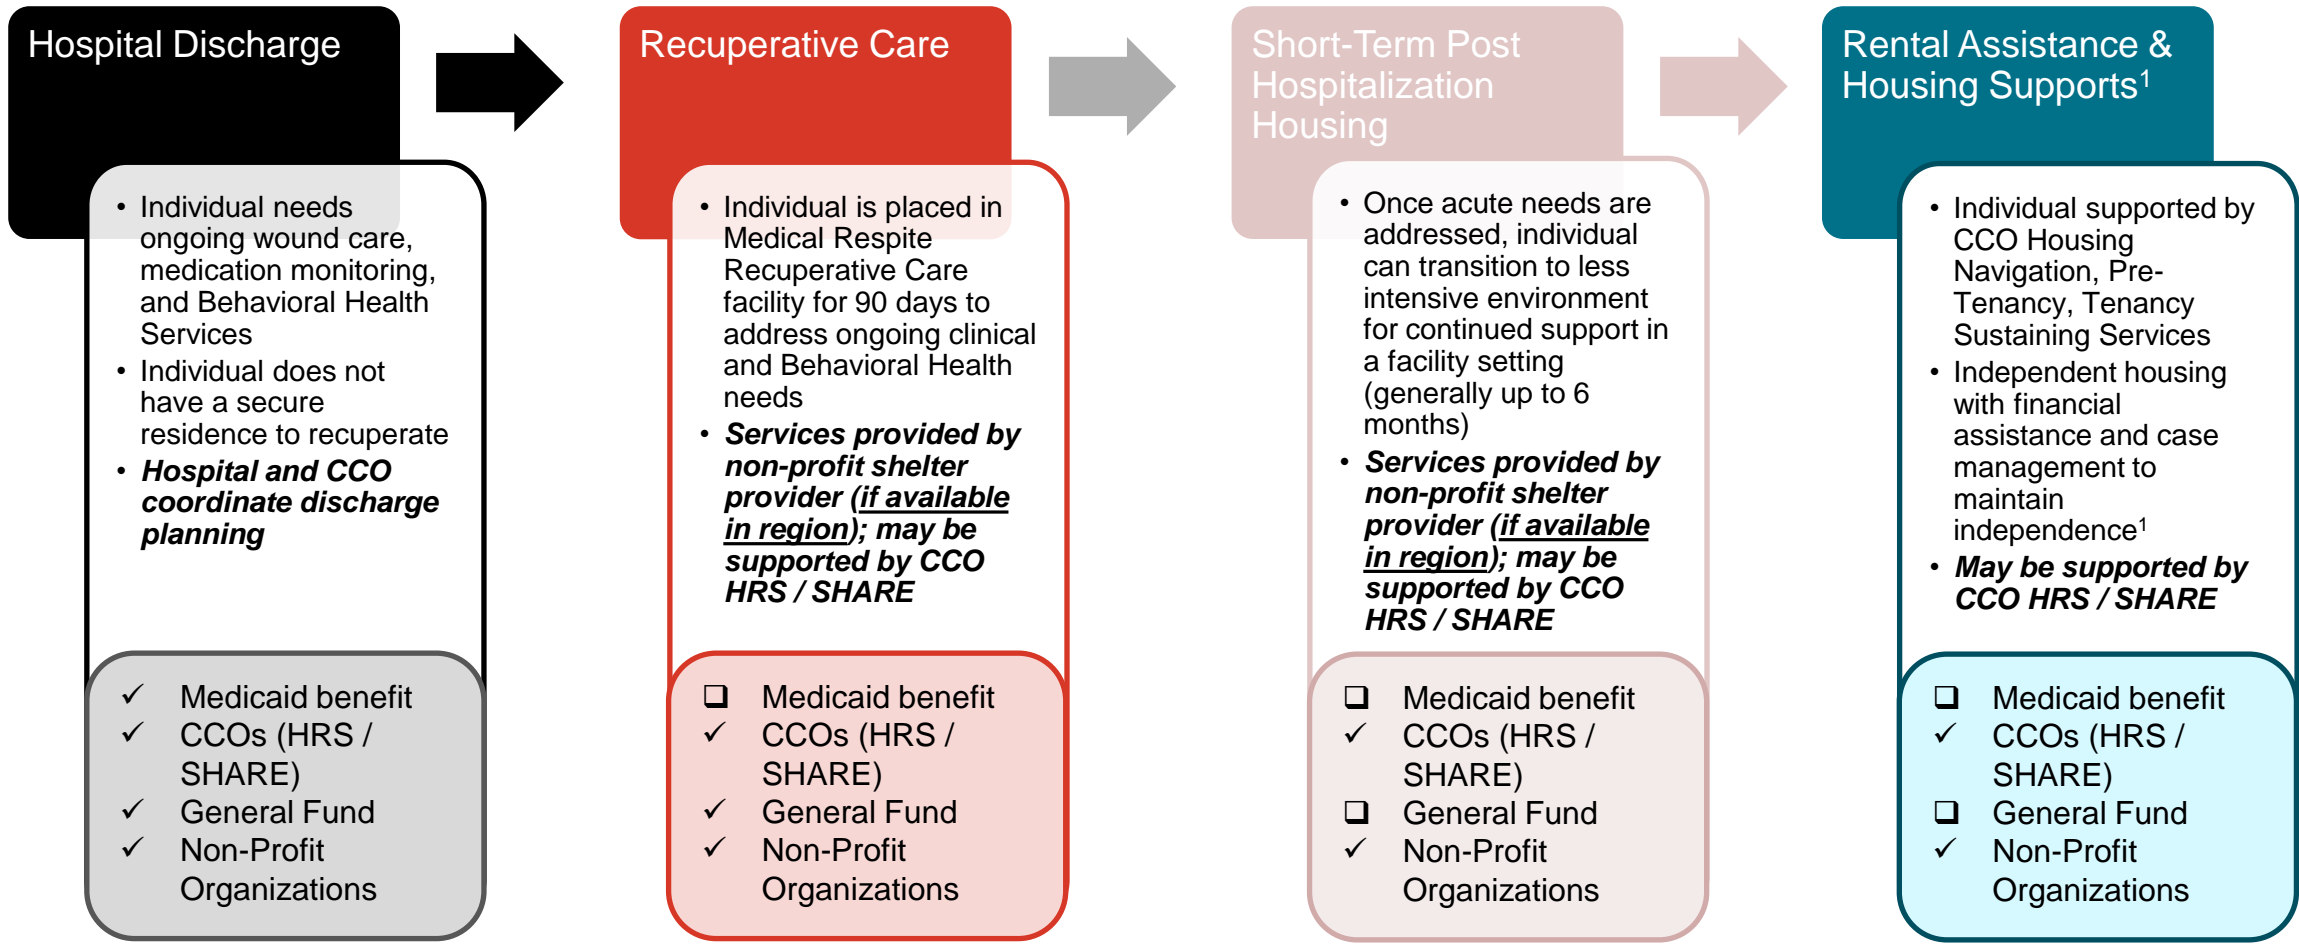 Hospital Discharge
• Individual needs
ongoing wound care,
medication monitoring,
and Behavioral Health
Services
• Individual does not
have a secure
residence to recuperate
• Hospital and CCO
coordinate discharge
planning
✓ Medicaid benefit
✓ CCOs (HRS /
SHARE)
✓ General Fund
✓ Non-Profit
Organizations
Recuperative Care
• Individual is placed in
Medical Respite
Recuperative Care
facility for 90 days to
address ongoing clinical
and Behavioral Health
needs
• Services provided by
non-profit shelter
provider (if available
in region); may be
supported by CCO
HRS / SHARE
❑ Medicaid benefit
✓ CCOs (HRS /
SHARE)
✓ General Fund
✓ Non-Profit
Organizations
Short-Term Post
Hospitalization
Housing
• Once acute needs are
addressed, individual
can transition to less
intensive environment
for continued support in
a facility setting
(generally up to 6
months)
• Services provided by
non-profit shelter
provider (if available
in region); may be
supported by CCO
HRS / SHARE
❑ Medicaid benefit
✓ CCOs (HRS /
SHARE)
❑ General Fund
✓ Non-Profit
Organizations
Rental Assistance &
Housing Supports¹
• Individual supported by
CCO Housing
Navigation, Pre-
Tenancy, Tenancy
Sustaining Services
• Independent housing
with financial
assistance and case
management to
maintain
independence¹
• May be supported by
CCO HRS / SHARE
❑ Medicaid benefit
✓ CCOs (HRS /
SHARE)
❑ General Fund
✓ Non-Profit
Organizations